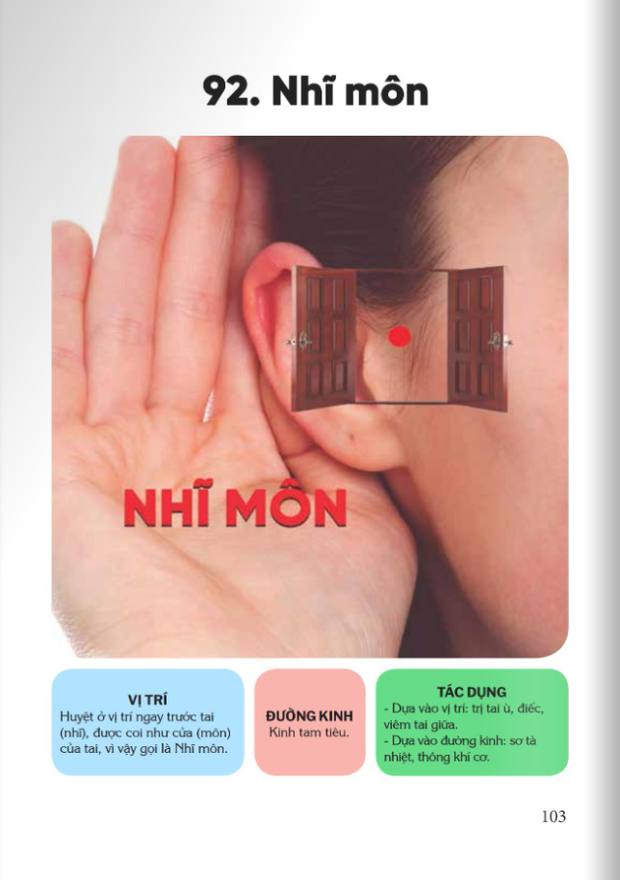 92. Nhĩ môn
NHĨ MÔN
VỊ TRÍ
Huyệt ở vị trí ngay trước tai
(nhĩ), được coi như cửa (môn)
của tai, vì vậy gọi là Nhĩ môn.
ĐƯỜNG KINH
Kinh tam tiêu.
TÁC DỤNG
- Dựa vào vị trí: trị tai ù, điếc,
viêm tai giữa.
- Dựa vào đường kinh: sơ tà
nhiệt, thông khí cơ.
103